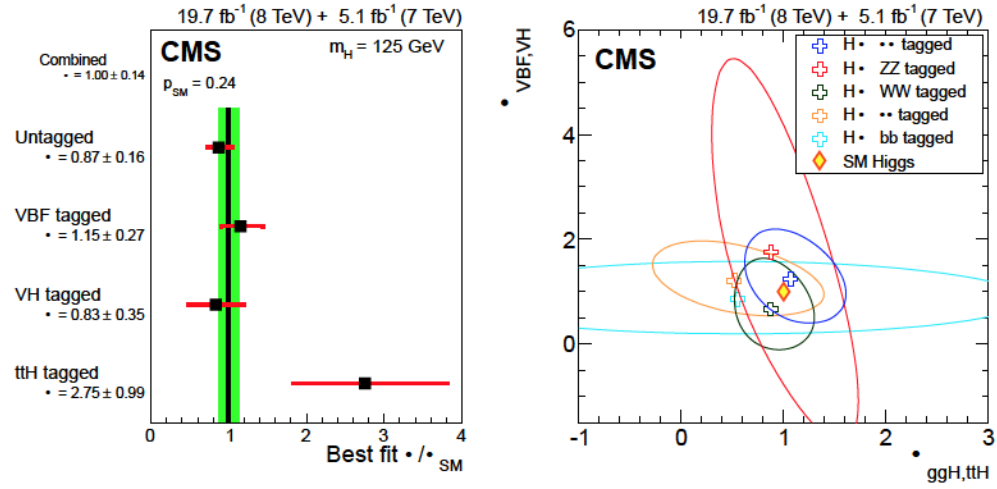 19.7 fb⁻¹ (8 TeV) + 5.1 fb⁻¹ (7 TeV)
Combined
• = 1.00 ± 0.14
CMS
m_H = 125 GeV
p_SM = 0.24
Untagged
• = 0.87 ± 0.16
VBF tagged
• = 1.15 ± 0.27
VH tagged
• = 0.83 ± 0.35
ttH tagged
• = 2.75 ± 0.99
0 1 2 3 4
Best fit •/•_SM
19.7 fb⁻¹ (8 TeV) + 5.1 fb⁻¹ (7 TeV)
• VBF,VH
CMS
H • •• tagged
H • ZZ tagged
H • WW tagged
H • •• tagged
H • bb tagged
SM Higgs
6
4
2
0
-1 0 1 2 3
• ggH,ttH